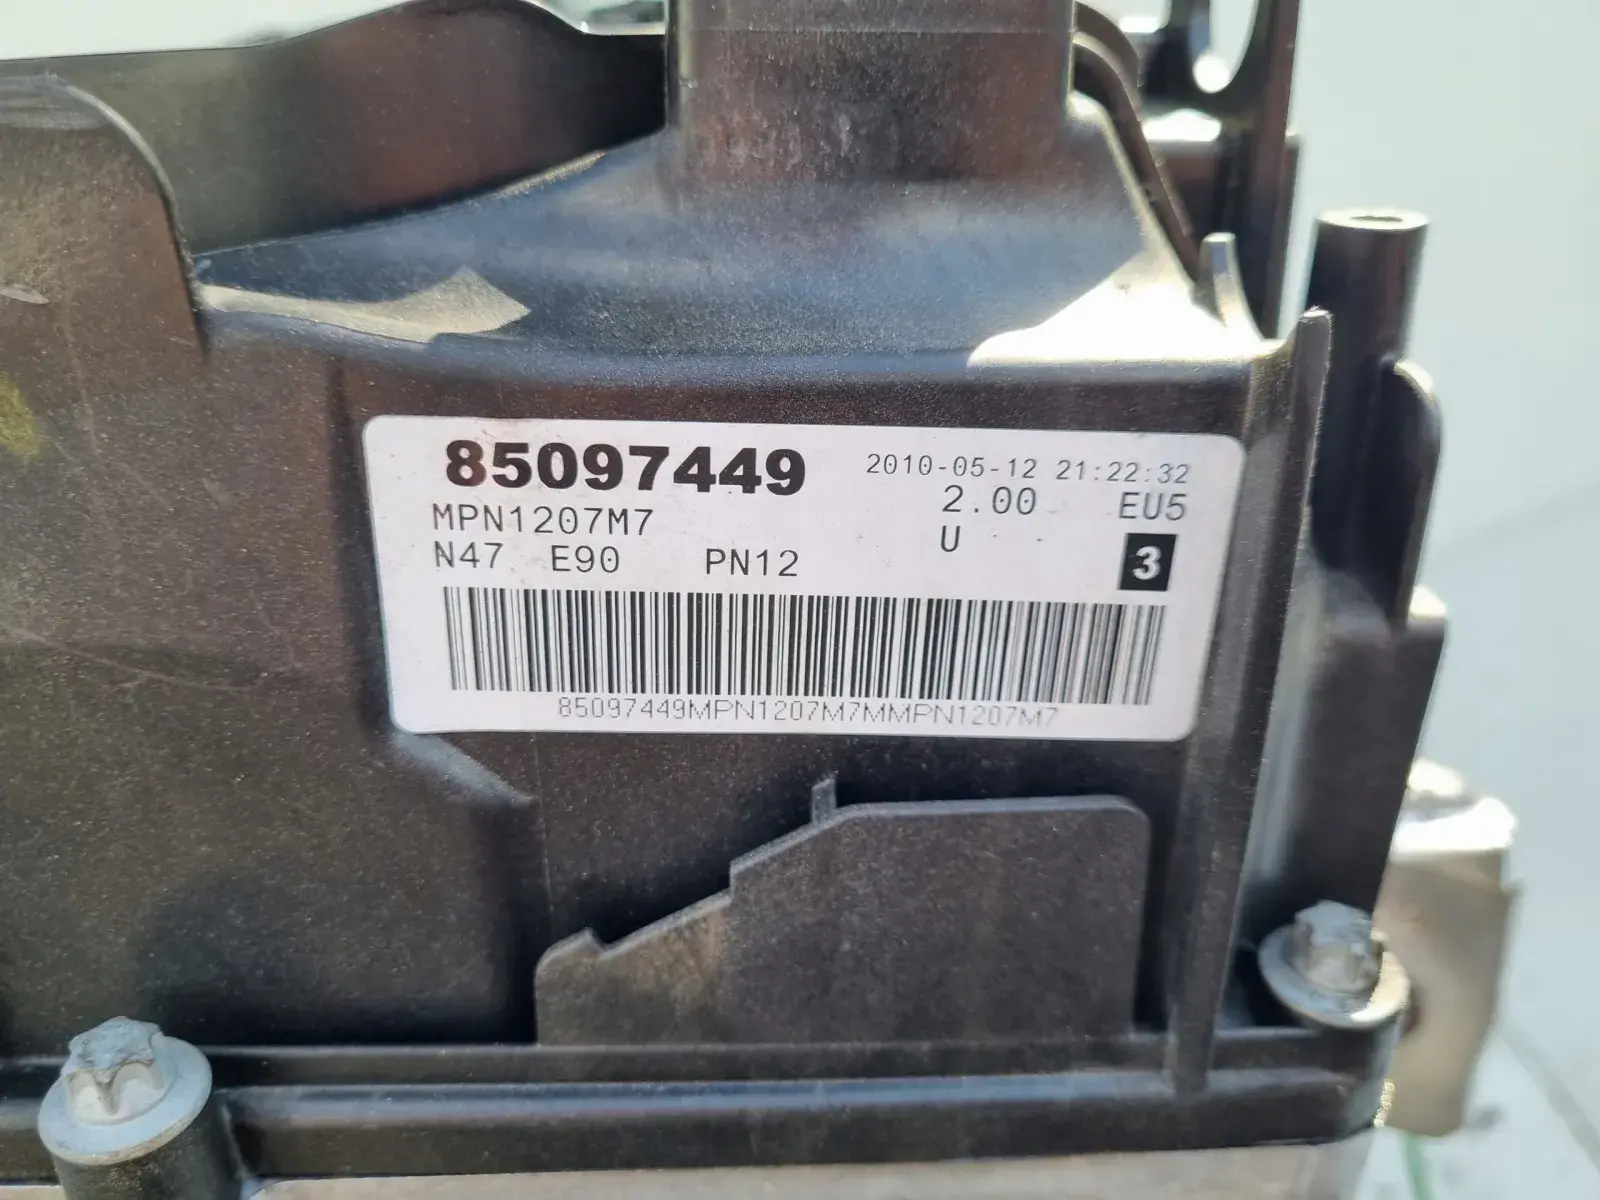 85097449 2010-05-12 21:22:32
MPN1207M7 2.00 EU5
N47 E90 PN12 U 3
85097449MPN1207M7MMPN1207M7